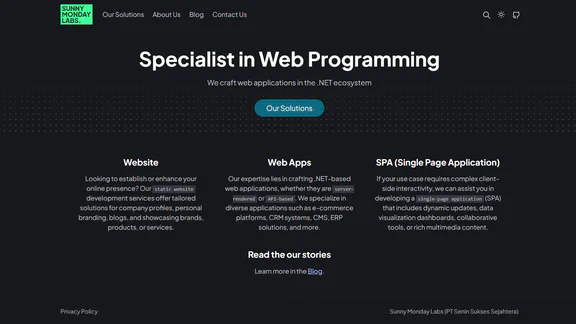 SUNNY
MONDAY
LABS.
Our Solutions
About Us
Blog
Contact Us
Specialist in Web Programming
We craft web applications in the .NET ecosystem
Our Solutions
Website
Looking to establish or enhance your
online presence? Our static website
development services offer tailored
solutions for company profiles, personal
branding, blogs, and showcasing brands,
products, or services.
Web Apps
Our expertise lies in crafting .NET-based
web applications, whether they are server-
rendered or API-based. We specialize in
diverse applications such as e-commerce
platforms, CRM systems, CMS, ERP
solutions, and more.
SPA (Single Page Application)
If your use case requires complex client-
side interactivity, we can assist you in
developing a single-page application (SPA)
that includes dynamic updates, data
visualization dashboards, collaborative
tools, or rich multimedia content.
Read the our stories
Learn more in the Blog.
Privacy Policy
Sunny Monday Labs (PT Senin Sukses Sejahtera)